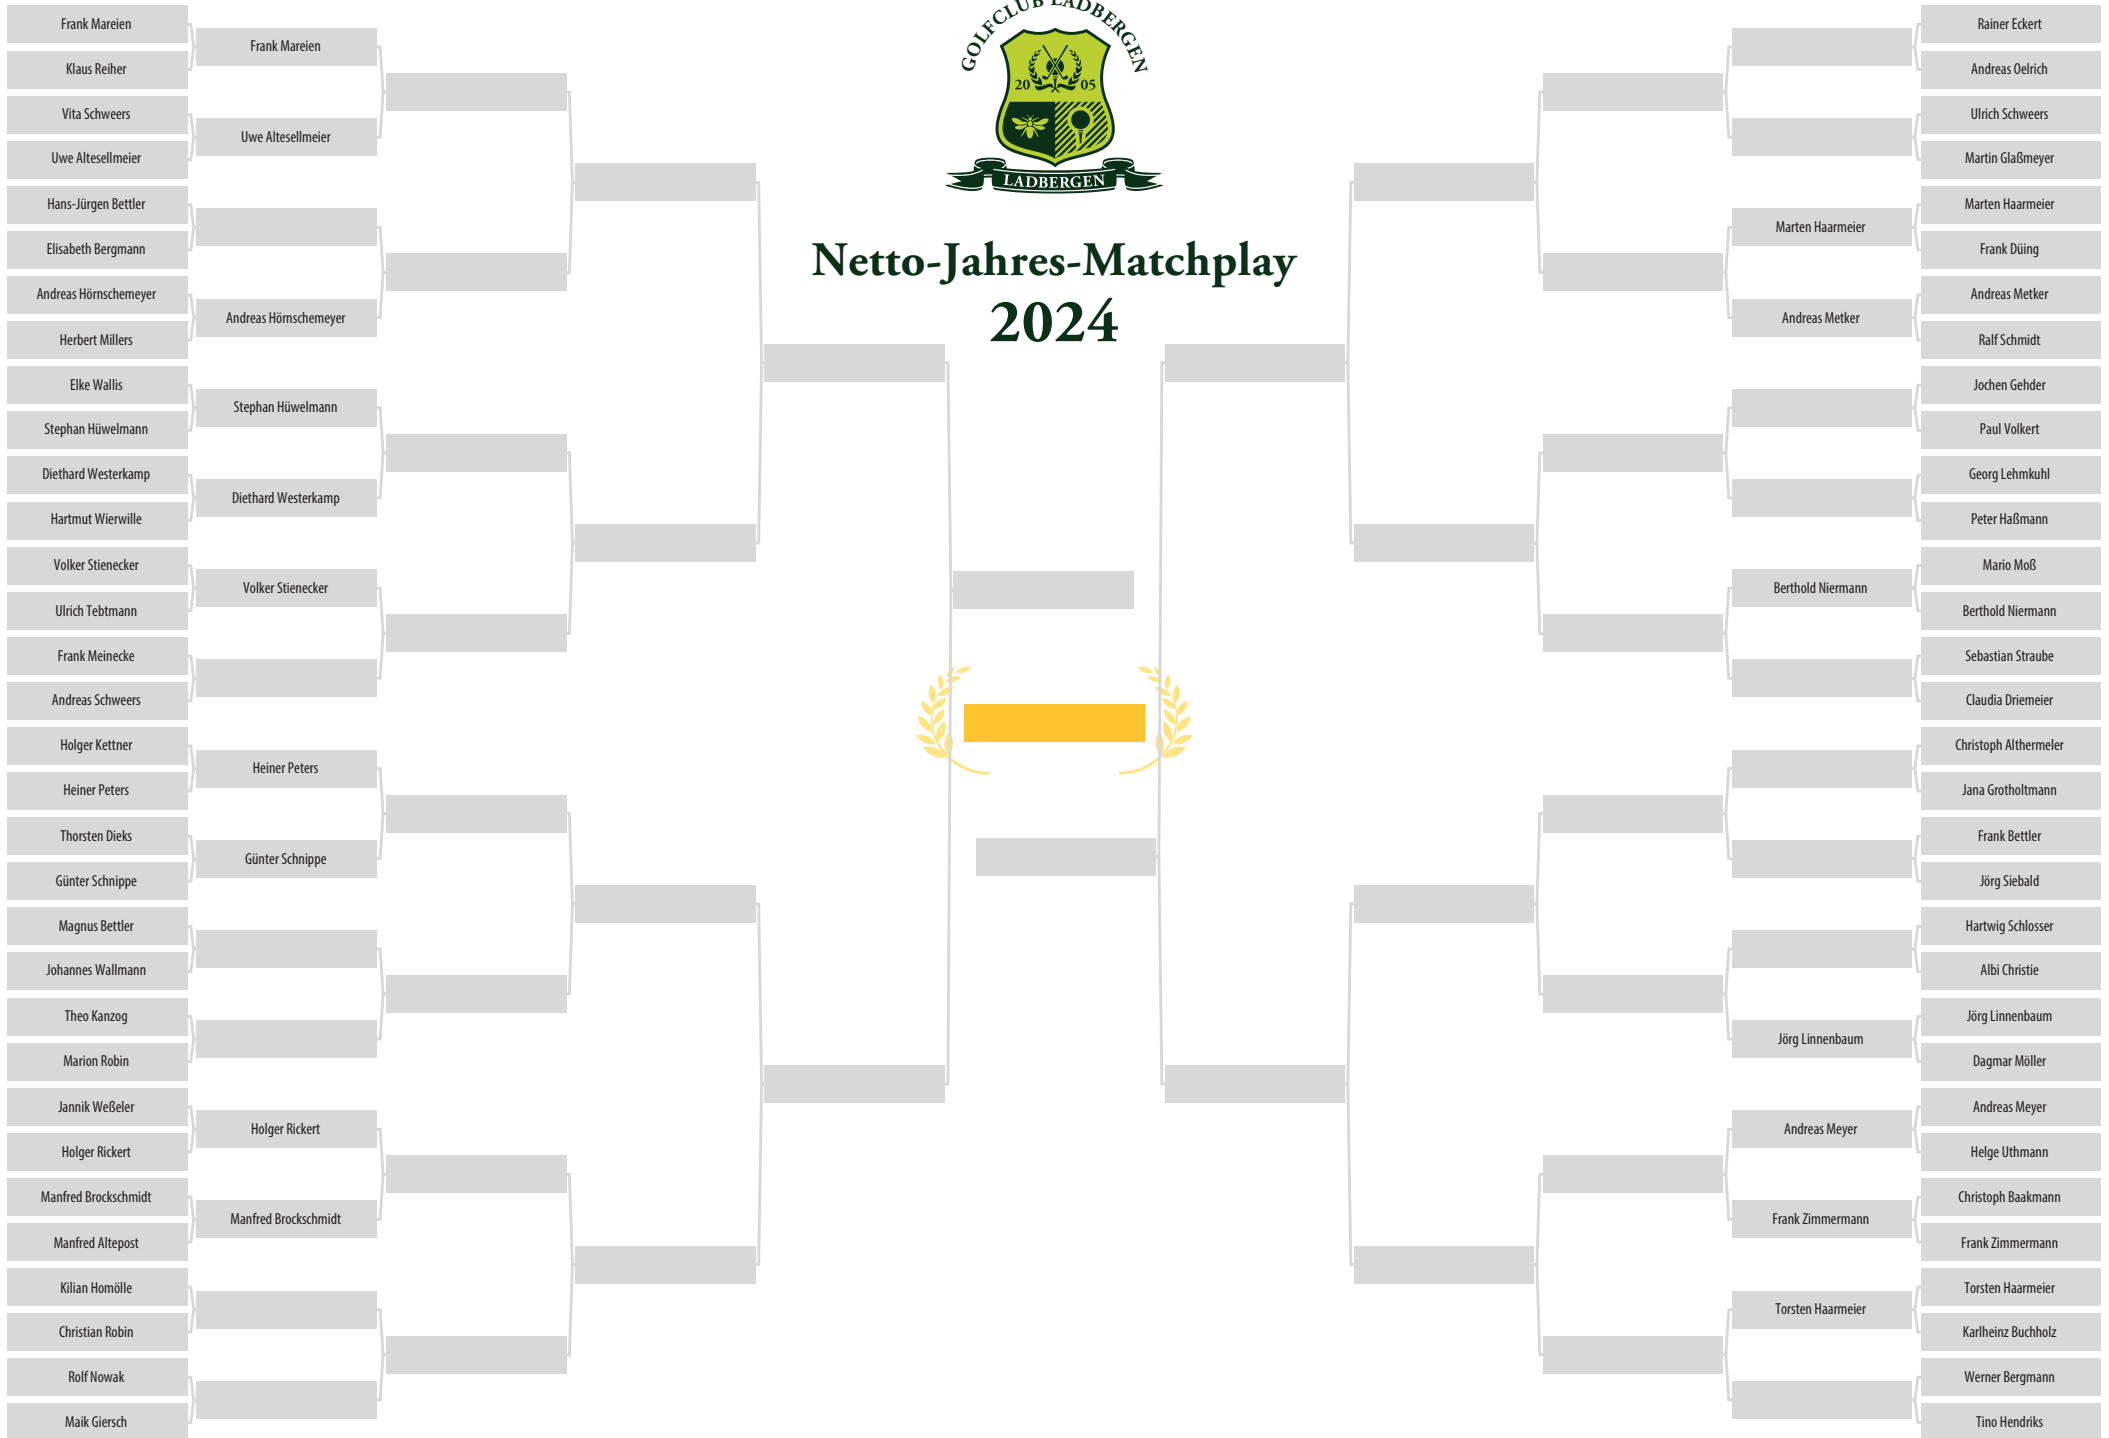 GOLFCLUB LADBERGEN
20 05
LADBERGEN
Netto-Jahres-Matchplay
2024
Frank Mareien
Klaus Reiher
Vita Schweers
Uwe Altesellmeier
Hans-Jürgen Bettler
Elisabeth Bergmann
Andreas Hörnschemeyer
Herbert Millers
Elke Wallis
Stephan Hüwelmann
Diethard Westerkamp
Hartmut Wierwille
Volker Stienecker
Ulrich Tebtmann
Frank Meinecke
Andreas Schweers
Holger Kettner
Heiner Peters
Thorsten Dieks
Günter Schnippe
Magnus Bettler
Johannes Wallmann
Theo Kanzog
Marion Robin
Jannik Weßeler
Holger Rickert
Manfred Brockschmidt
Manfred Altepost
Kilian Homölle
Christian Robin
Rolf Nowak
Maik Giersch
Frank Mareien
Uwe Altesellmeier
Andreas Hörnschemeyer
Stephan Hüwelmann
Diethard Westerkamp
Volker Stienecker
Heiner Peters
Günter Schnippe
Holger Rickert
Manfred Brockschmidt
Marten Haarmeier
Andreas Metker
Berthold Niermann
Jörg Linnenbaum
Andreas Meyer
Frank Zimmermann
Torsten Haarmeier
Rainer Eckert
Andreas Oelrich
Ulrich Schweers
Martin Glaßmeyer
Marten Haarmeier
Frank Düing
Andreas Metker
Ralf Schmidt
Jochen Gehder
Paul Volkert
Georg Lehmkuhl
Peter Haßmann
Mario Moß
Berthold Niermann
Sebastian Straube
Claudia Driemeier
Christoph Althermeler
Jana Grotholtmann
Frank Bettler
Jörg Siebald
Hartwig Schlosser
Albi Christie
Jörg Linnenbaum
Dagmar Möller
Andreas Meyer
Helge Uthmann
Christoph Baakmann
Frank Zimmermann
Torsten Haarmeier
Karlheinz Buchholz
Werner Bergmann
Tino Hendriks